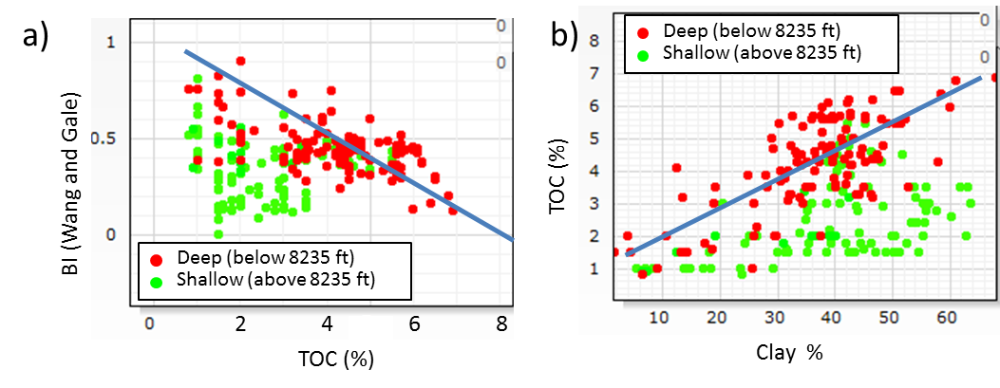 a)
BI (Wang and Gale)
1
0.5
0
0
0
Deep (below 8235 ft)
Shallow (above 8235 ft)
0 2 4 6 8
TOC (%)
b)
TOC (%)
8
7
6
5
4
3
2
1
0
0
Deep (below 8235 ft)
Shallow (above 8235 ft)
10 20 30 40 50 60
Clay %